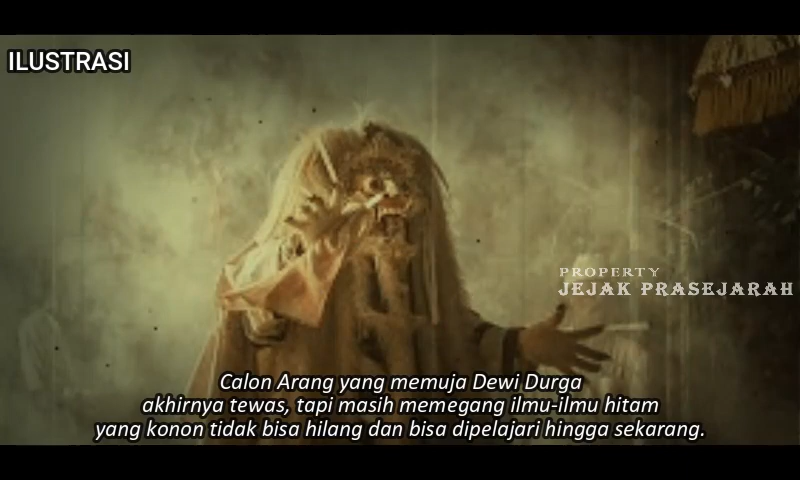 ILUSTRASI
PROPERTY
JEJAK PRASEJARAH
Calon Arang yang memuja Dewi Durga
akhirnya tewas, tapi masih memegang ilmu-ilmu hitam
yang konon tidak bisa hilang dan bisa dipelajari hingga sekarang.